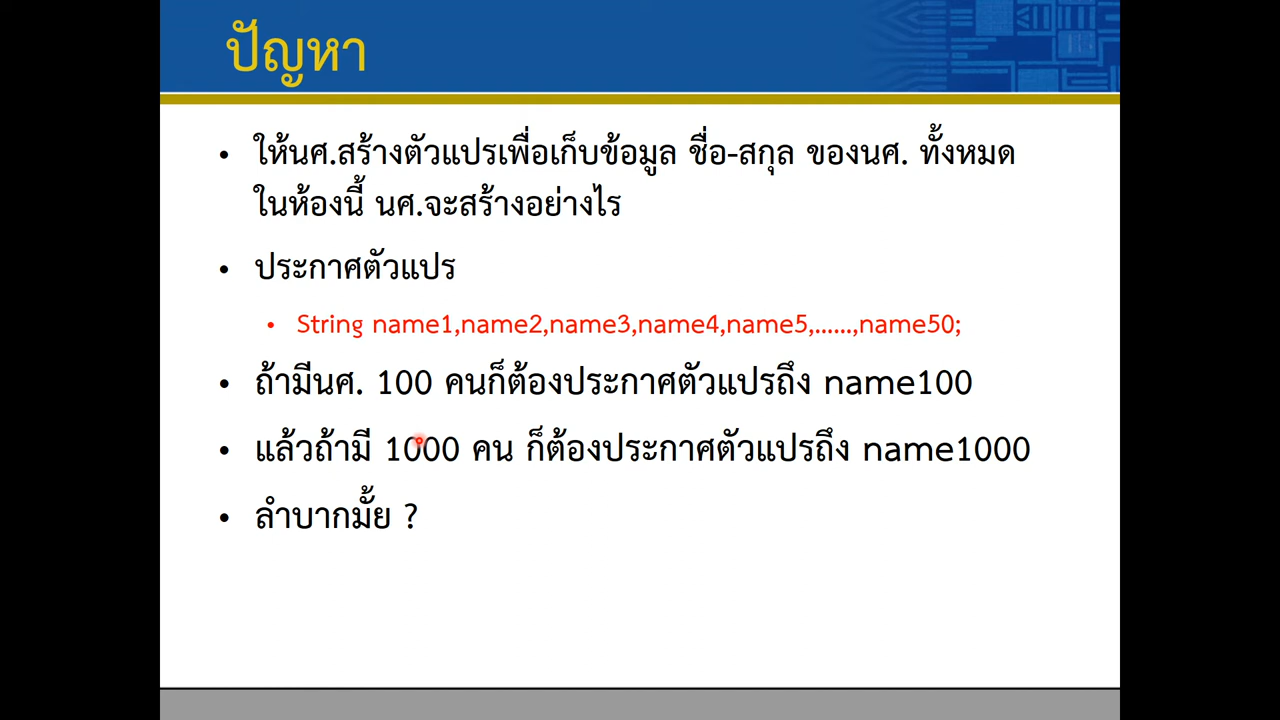 ปัญหา
• ให้นศ.สร้างตัวแปรเพื่อเก็บข้อมูล ชื่อ-สกุล ของนศ. ทั้งหมด
ในห้องนี้ นศ.จะสร้างอย่างไร
• ประกาศตัวแปร
• String name1,name2,name3,name4,name5,......,name50;
• ถ้ามีนศ. 100 คนก็ต้องประกาศตัวแปรถึง name100
• แล้วถ้ามี 1000 คน ก็ต้องประกาศตัวแปรถึง name1000
• ลำบากมั้ย ?